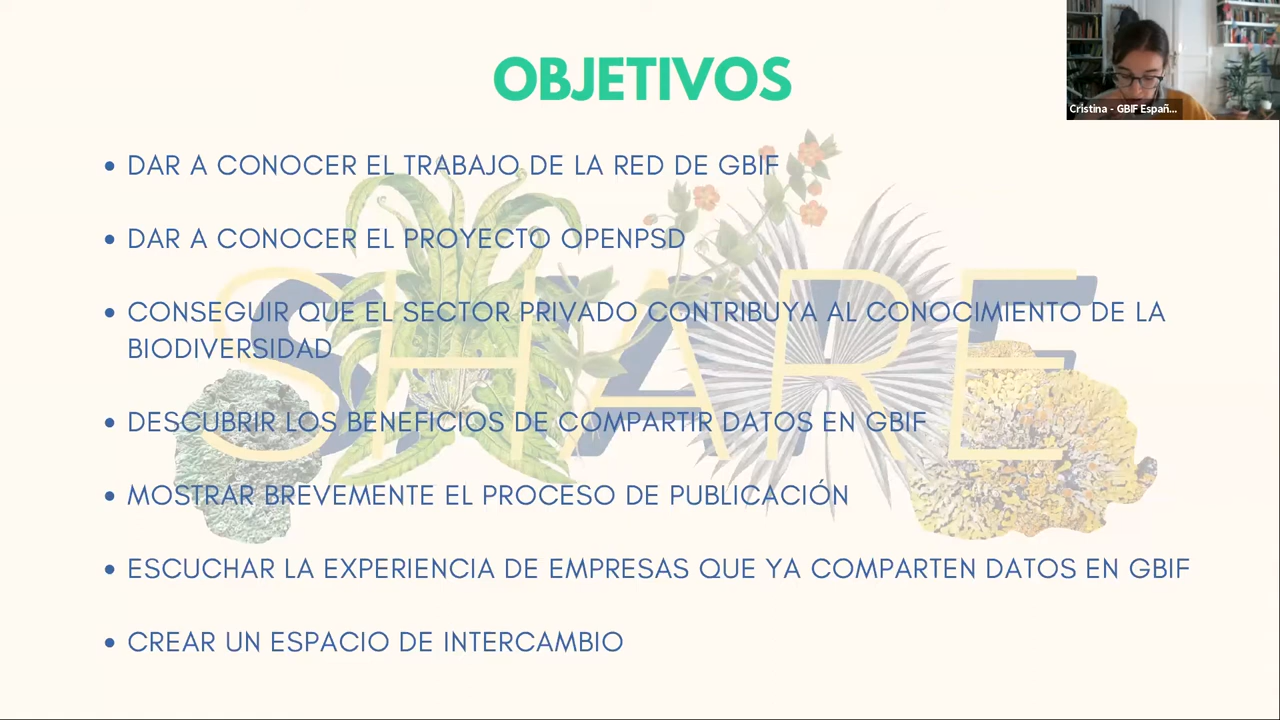 OBJETIVOS
Cristina - GBIF Españ...
• DAR A CONOCER EL TRABAJO DE LA RED DE GBIF
• DAR A CONOCER EL PROYECTO OPENPSD
SHARE
• CONSEGUIR QUE EL SECTOR PRIVADO CONTRIBUYA AL CONOCIMIENTO DE LA
BIODIVERSIDAD
• DESCUBRIR LOS BENEFICIOS DE COMPARTIR DATOS EN GBIF
• MOSTRAR BREVEMENTE EL PROCESO DE PUBLICACIÓN
• ESCUCHAR LA EXPERIENCIA DE EMPRESAS QUE YA COMPARTEN DATOS EN GBIF
• CREAR UN ESPACIO DE INTERCAMBIO